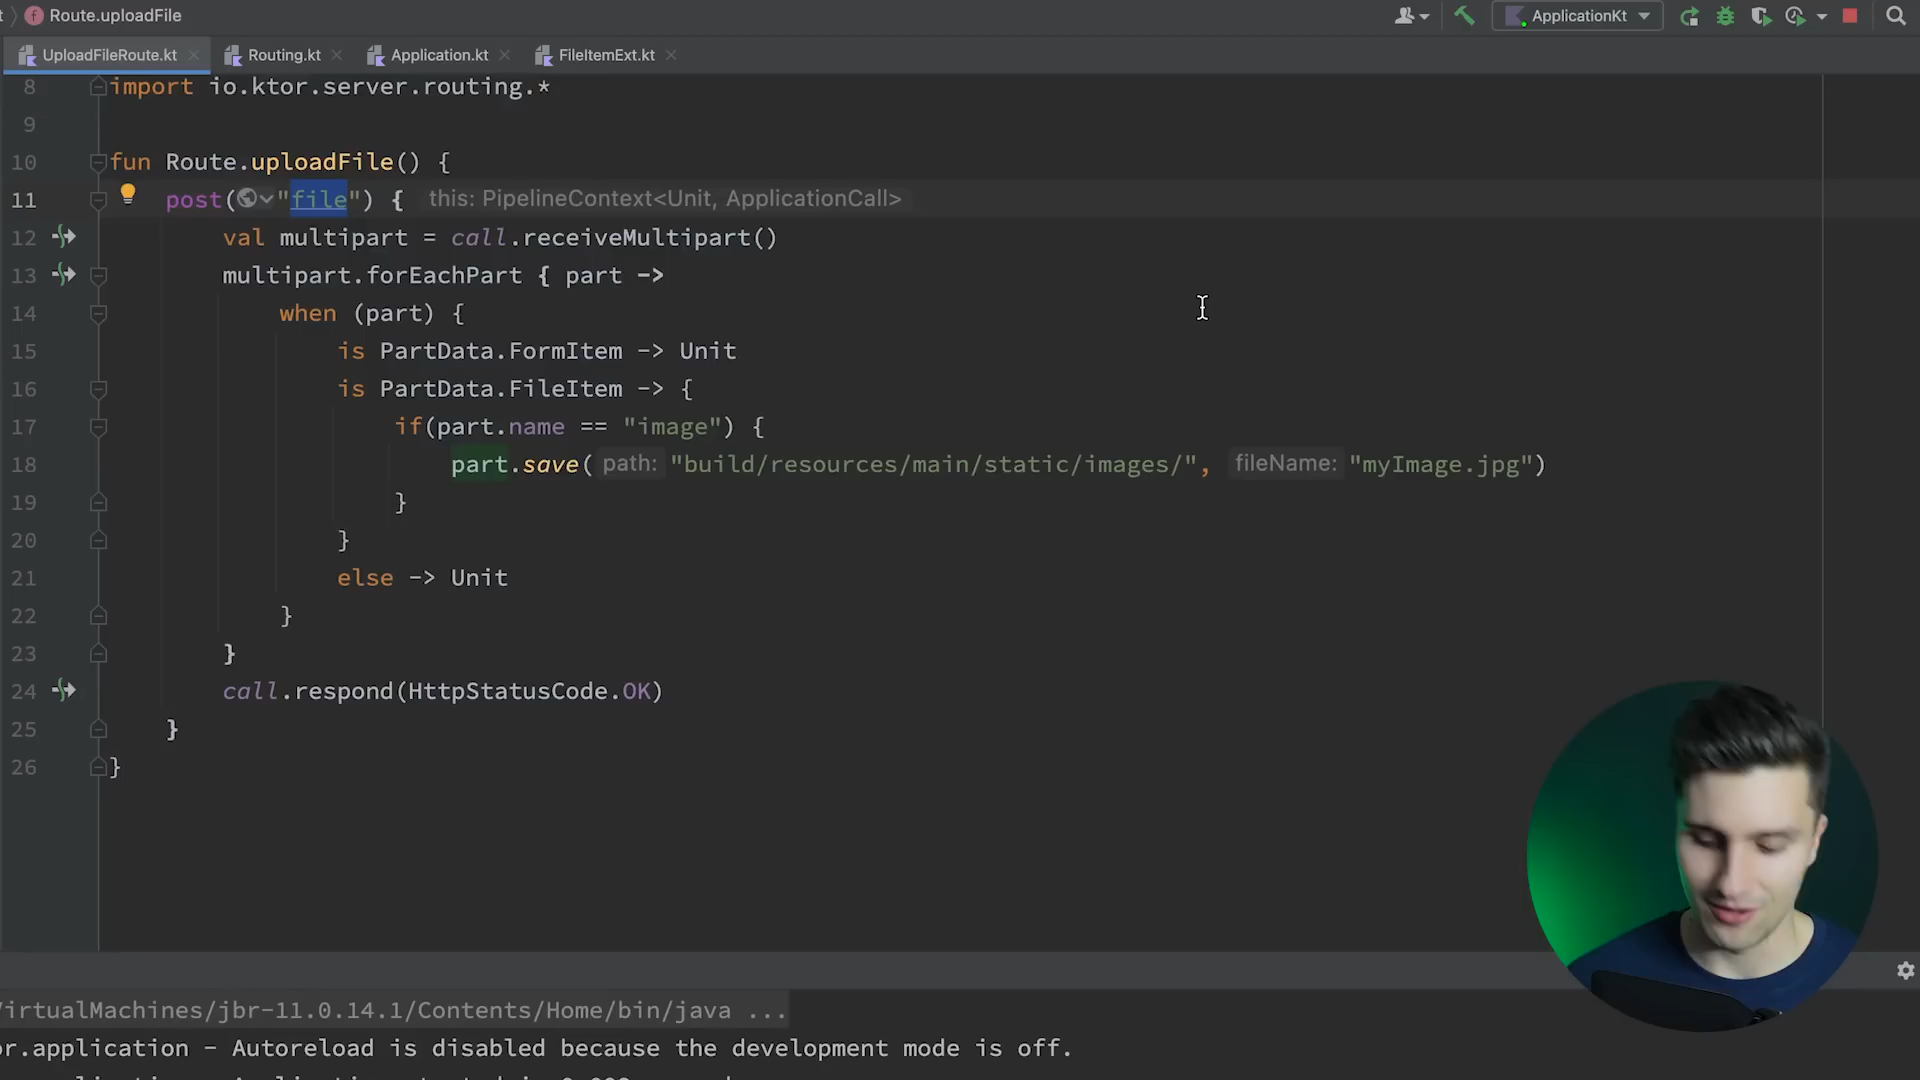 Route.uploadFile
ApplicationKt
UploadFileRoute.kt
Routing.kt
Application.kt
FileItemExt.kt
8 import io.ktor.server.routing.*
9
10 fun Route.uploadFile() {
11 post("file") { this: PipelineContext<Unit, ApplicationCall>
12 val multipart = call.receiveMultipart()
13 multipart.forEachPart { part ->
14 when (part) {
15 is PartData.FormItem -> Unit
16 is PartData.FileItem -> {
17 if(part.name == "image") {
18 part.save( path: "build/resources/main/static/images/", fileName: "myImage.jpg")
19 }
20 }
21 else -> Unit
22 }
23 }
24 call.respond(HttpStatusCode.OK)
25 }
26 }
VirtualMachines/jbr-11.0.14.1/Contents/Home/bin/java ...
or.application - Autoreload is disabled because the development mode is off.